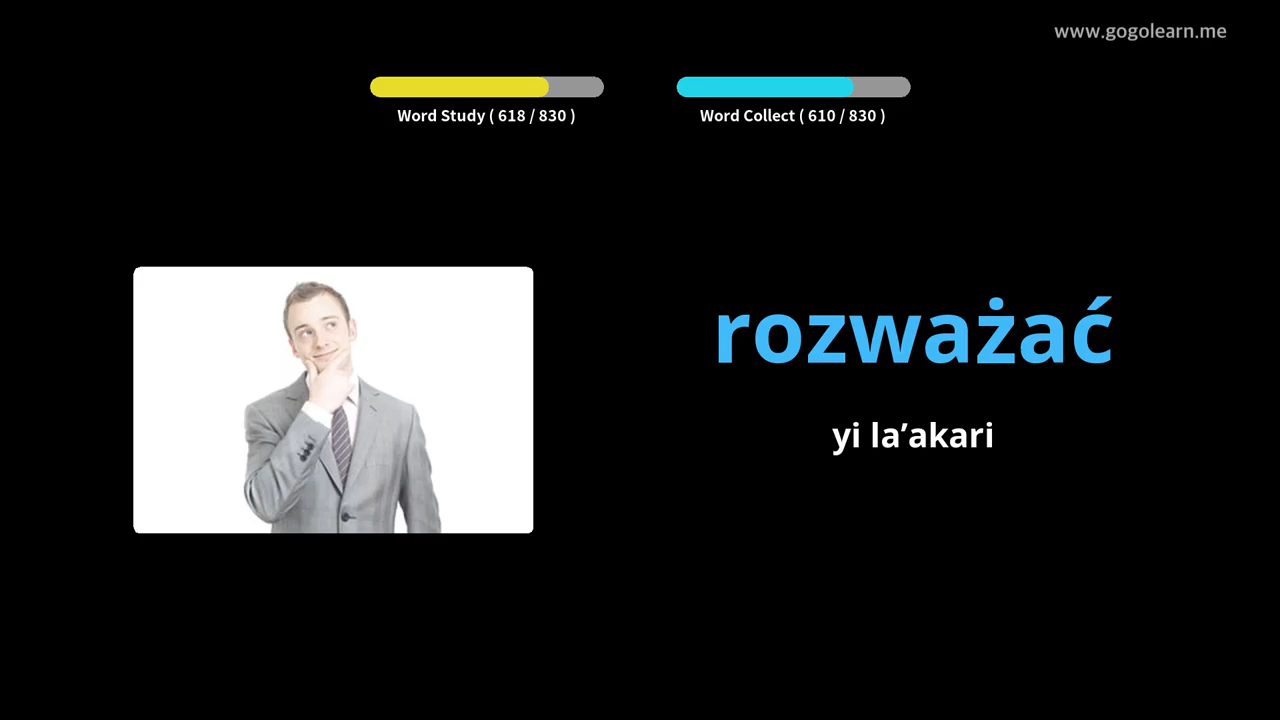 www.gogolearn.me
Word Study ( 618 / 830 )
Word Collect ( 610 / 830 )
rozważać
yi la’akari